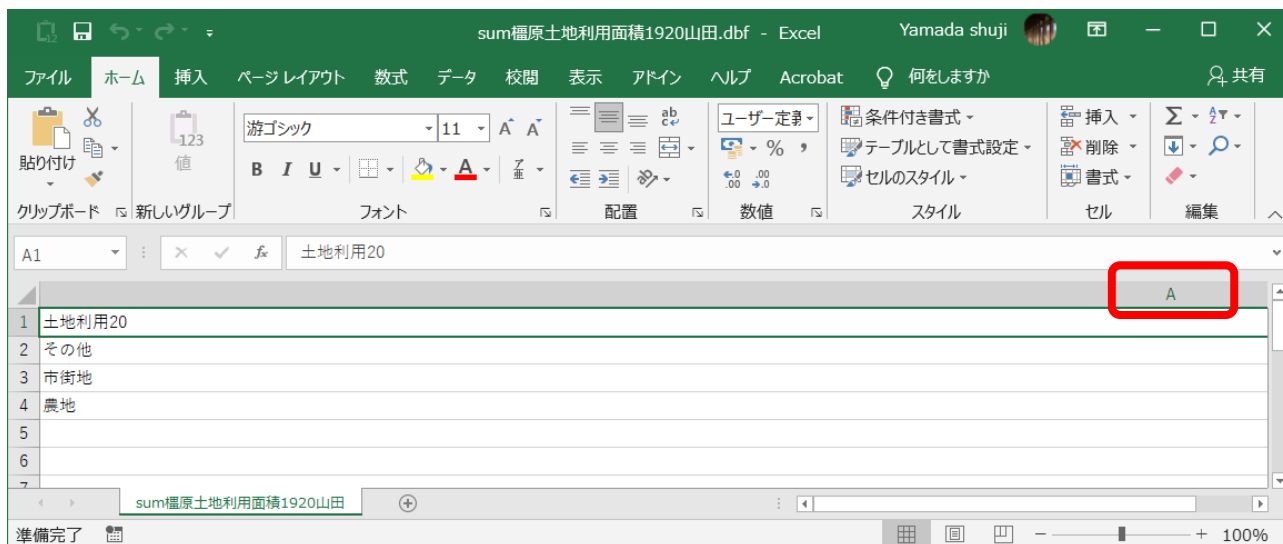 sum橿原土地利用面積1920山田.dbf - Excel Yamada shuji
ファイル ホーム 挿入 ページ レイアウト 数式 データ 校閲 表示 アドイン ヘルプ Acrobat 何をしますか 共有
貼り付け 123 値 游ゴシック 11 A A ab ユーザー定義 条件付き書式 挿入 Σ
B I U A % テーブルとして書式設定 削除
セルのスタイル 書式
クリップボード 新しいグループ フォント 配置 数値 スタイル セル 編集
A1 fx 土地利用20
A
1 土地利用20
2 その他
3 市街地
4 農地
5
6
7
sum橿原土地利用面積1920山田
準備完了 100%